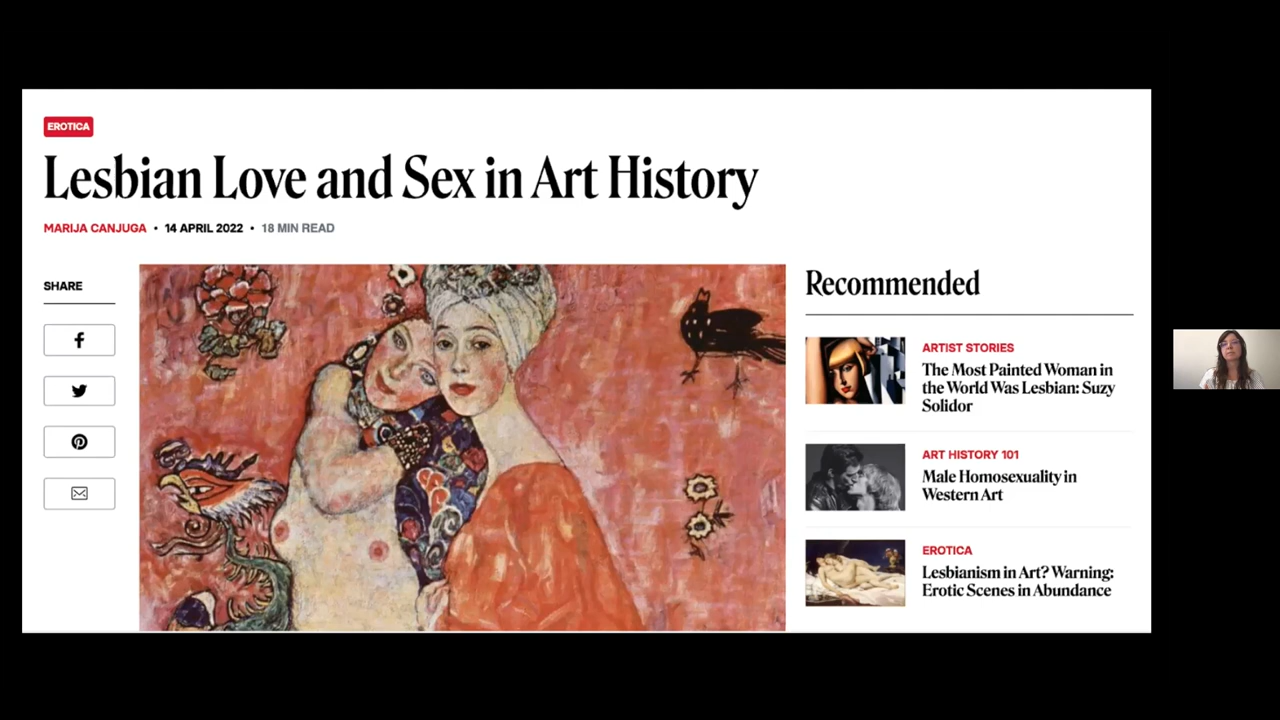 EROTICA
Lesbian Love and Sex in Art History
MARIJA CANJUGA • 14 APRIL 2022 • 18 MIN READ
SHARE
Recommended
ARTIST STORIES
The Most Painted Woman in
the World Was Lesbian: Suzy
Solidor
ART HISTORY 101
Male Homosexuality in
Western Art
EROTICA
Lesbianism in Art? Warning:
Erotic Scenes in Abundance